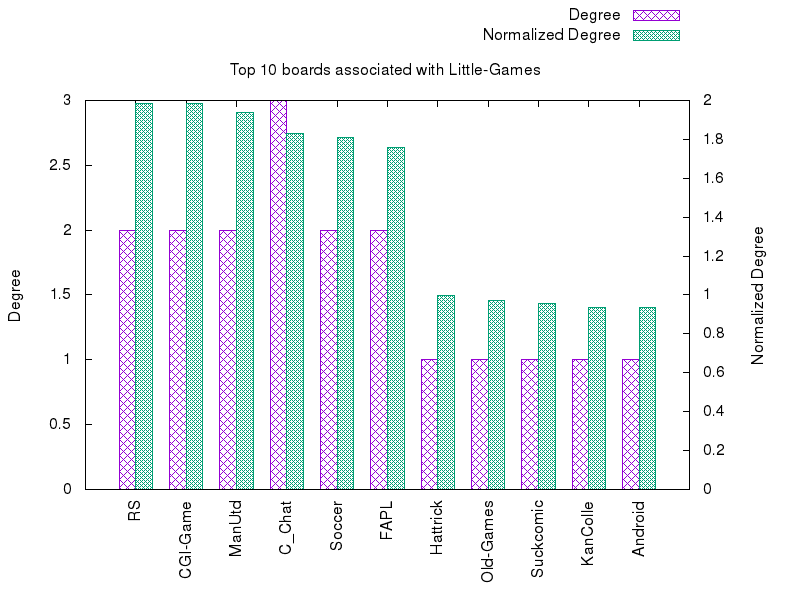 Degree
Normalized Degree
Top 10 boards associated with Little-Games
3
2.5
2
1.5
1
0.5
0
2
1.8
1.6
1.4
1.2
1
0.8
0.6
0.4
0.2
0
Degree
Normalized Degree
RS
CGI-Game
ManUtd
C_Chat
Soccer
FAPL
Hattrick
Old-Games
Suckcomic
KanColle
Android